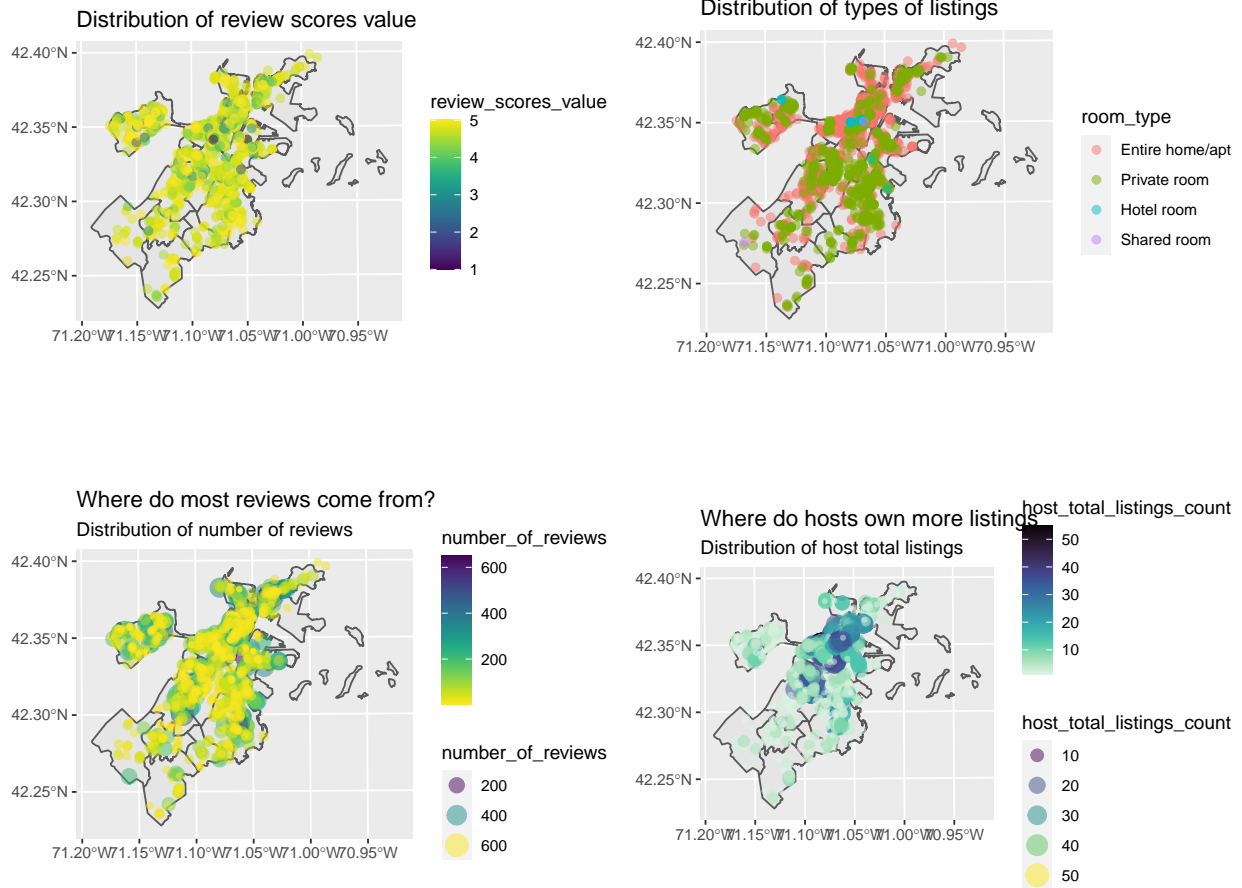 Distribution of review scores value
42.40°N
42.35°N
42.30°N
42.25°N
71.20°W71.15°W71.10°W71.05°W71.00°W70.95°W
review_scores_value
5
4
3
2
1
Distribution of types of listings
42.40°N
42.35°N
42.30°N
42.25°N
71.20°W71.15°W71.10°W71.05°W71.00°W70.95°W
room_type
Entire home/apt
Private room
Hotel room
Shared room
Where do most reviews come from?
Distribution of number of reviews
42.40°N
42.35°N
42.30°N
42.25°N
71.20°W71.15°W71.10°W71.05°W71.00°W70.95°W
number_of_reviews
600
400
200
number_of_reviews
200
400
600
Where do hosts own more listings
Distribution of host total listings
42.40°N
42.35°N
42.30°N
42.25°N
71.20°W71.15°W71.10°W71.05°W71.00°W70.95°W
host_total_listings_count
50
40
30
20
10
host_total_listings_count
10
20
30
40
50